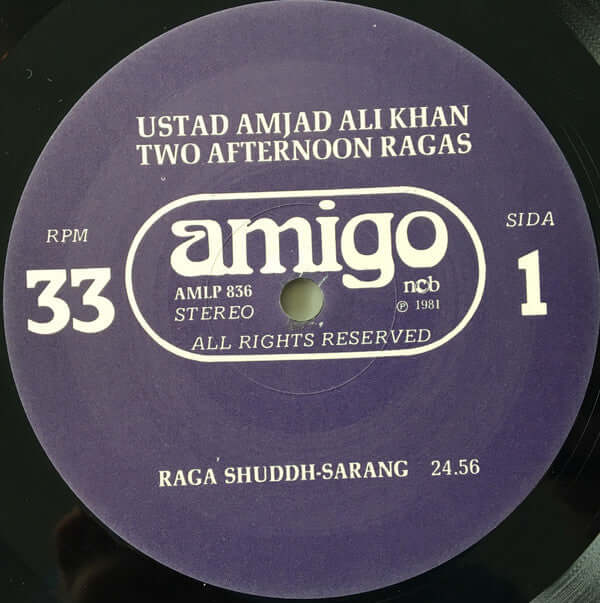 USTAD AMJAD ALI KHAN
TWO AFTERNOON RAGAS
RPM
33
amigo
AMLP 836
STEREO
ncb
℗ 1981
ALL RIGHTS RESERVED
SIDA
1
RAGA SHUDDH-SARANG 24.56